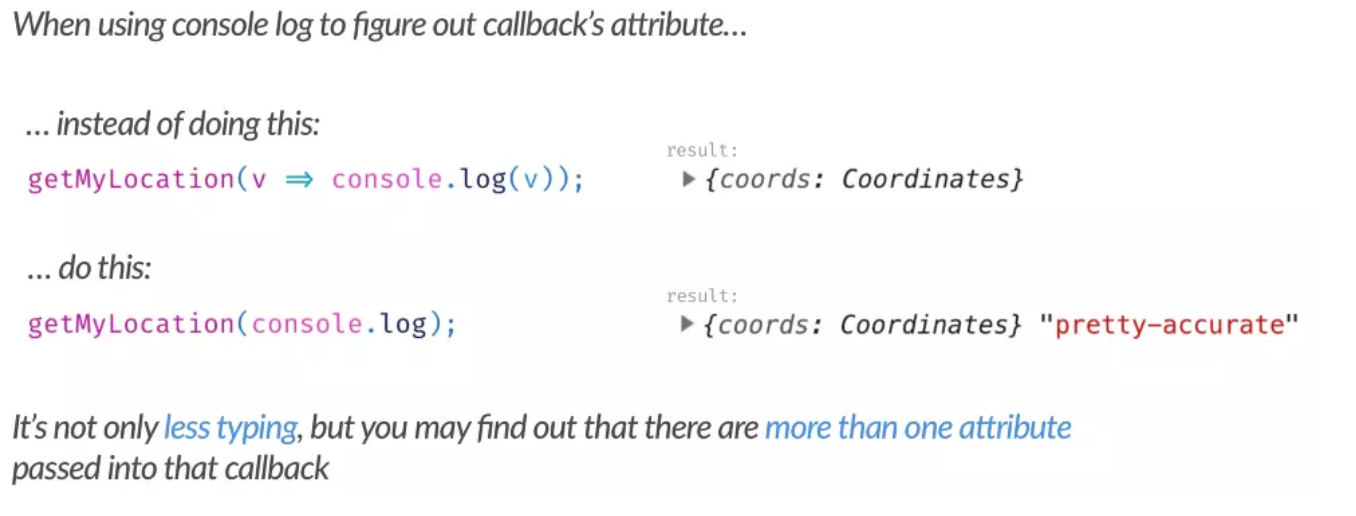 When using console log to figure out callback's attribute...
... instead of doing this:
result:
getMyLocation(v => console.log(v));
▶ {coords: Coordinates}
... do this:
result:
getMyLocation(console.log);
▶ {coords: Coordinates} "pretty-accurate"
It's not only less typing, but you may find out that there are more than one attribute
passed into that callback